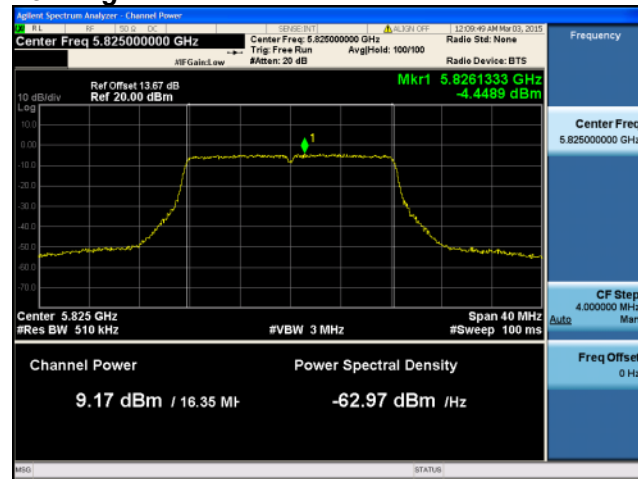 Agilent Spectrum Analyzer - Channel Power
RL RF 50 Ω DC SENSE:INT ALIGN OFF 12:09:49 AM Mar 03, 2015
Center Freq 5.825000000 GHz
Center Freq: 5.825000000 GHz
Radio Std: None
Trig: Free Run Avg|Hold: 100/100
#IFGain:Low #Atten: 20 dB Radio Device: BTS
Mkr1 5.8261333 GHz
-4.4489 dBm
Ref Offset 13.67 dB
10 dB/div Ref 20.00 dBm
Log
10.0
0.00
1
-10.0
-20.0
-30.0
-40.0
-50.0
-60.0
-70.0
Center 5.825 GHz Span 40 MHz
#Res BW 510 kHz #VBW 3 MHz #Sweep 100 ms
Channel Power Power Spectral Density
9.17 dBm / 16.35 MH -62.97 dBm /Hz
MSG STATUS
Frequency
Center Freq
5.825000000 GHz
CF Step
4.000000 MHz
Auto Man
Freq Offset
0 Hz